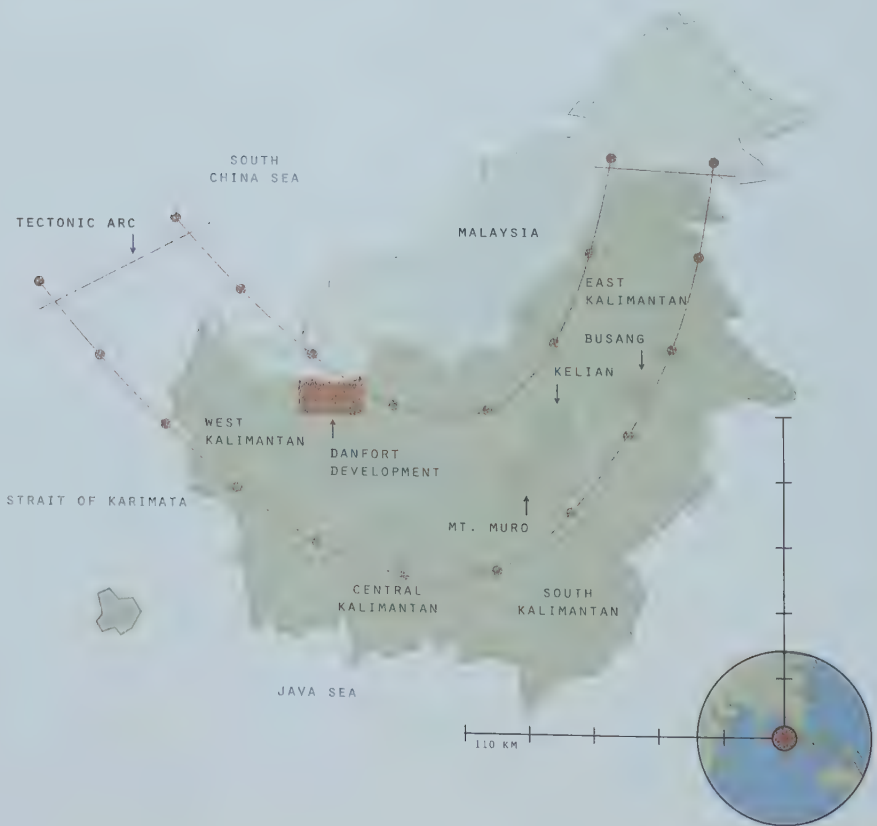 SOUTH
CHINA SEA
TECTONIC ARC
MALAYSIA
EAST
KALIMANTAN
BUSANG
KELIAN
WEST
KALIMANTAN
DANFORT
DEVELOPMENT
STRAIT OF KARIMATA
MT. MURO
CENTRAL
KALIMANTAN
SOUTH
KALIMANTAN
JAVA SEA
110 KM